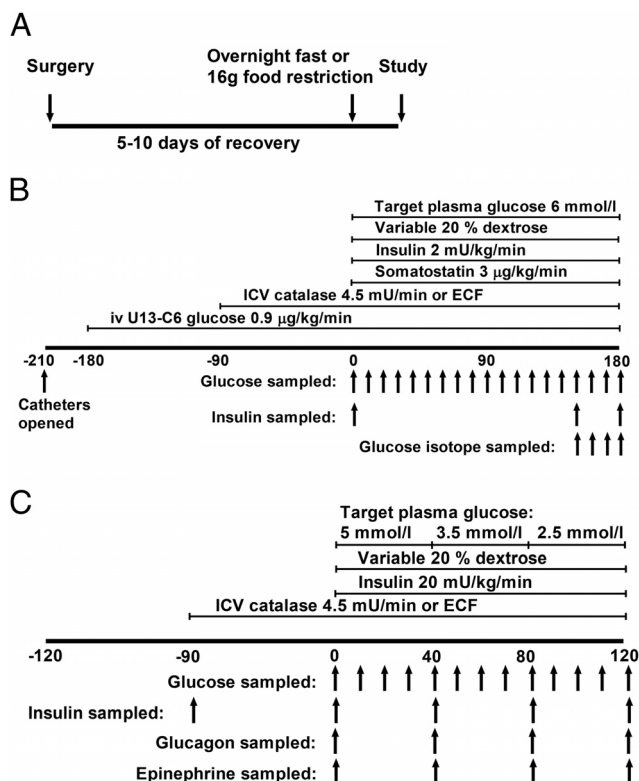 A
Surgery
Overnight fast or
16g food restriction
Study
5-10 days of recovery
B
Target plasma glucose 6 mmol/l
Variable 20 % dextrose
Insulin 2 mU/kg/min
Somatostatin 3 μg/kg/min
ICV catalase 4.5 mU/min or ECF
iv U13-C6 glucose 0.9 μg/kg/min
-210 -180 -90 0 90 180
Catheters
opened
Glucose sampled:
Insulin sampled:
Glucose isotope sampled:
C
Target plasma glucose:
5 mmol/l 3.5 mmol/l 2.5 mmol/l
Variable 20 % dextrose
Insulin 20 mU/kg/min
ICV catalase 4.5 mU/min or ECF
-120 -90 0 40 80 120
Glucose sampled:
Insulin sampled:
Glucagon sampled:
Epinephrine sampled: